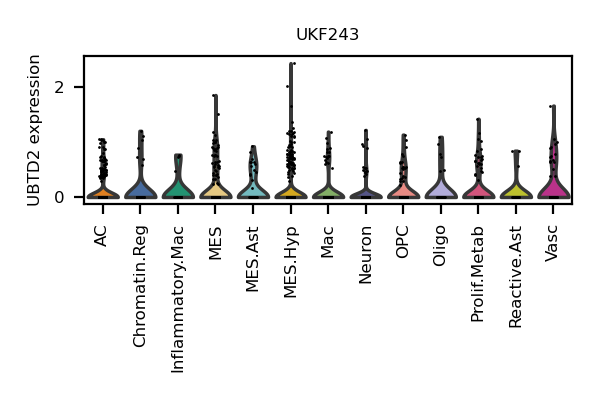 UKF243
UBTD2 expression
2
0
AC
Chromatin.Reg
Inflammatory.Mac
MES
MES.Ast
MES.Hyp
Mac
Neuron
OPC
Oligo
Prolif.Metab
Reactive.Ast
Vasc